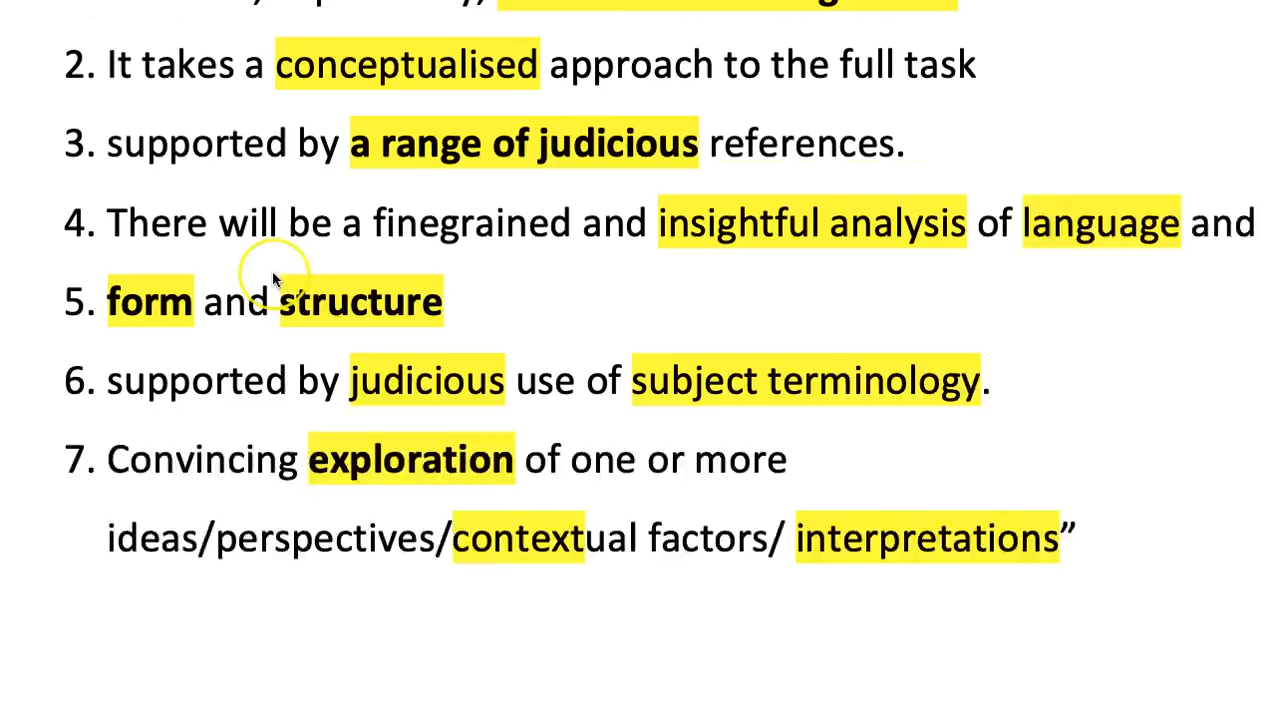 2. It takes a conceptualised approach to the full task
3. supported by a range of judicious references.
4. There will be a finegrained and insightful analysis of language and
5. form and structure
6. supported by judicious use of subject terminology.
7. Convincing exploration of one or more
ideas/perspectives/contextual factors/ interpretations”